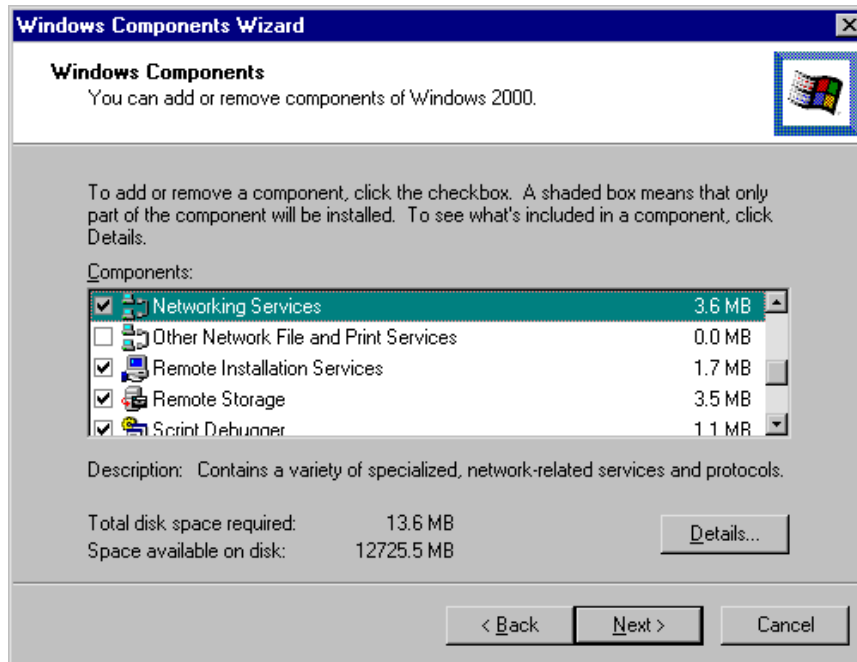 Windows Components Wizard
Windows Components
You can add or remove components of Windows 2000.
To add or remove a component, click the checkbox. A shaded box means that only
part of the component will be installed. To see what's included in a component, click
Details.
Components:
Networking Services 3.6 MB
Other Network File and Print Services 0.0 MB
Remote Installation Services 1.7 MB
Remote Storage 3.5 MB
Script Debugger 1.1 MB
Description: Contains a variety of specialized, network-related services and protocols.
Total disk space required: 13.6 MB
Space available on disk: 12725.5 MB
Details...
< Back Next > Cancel